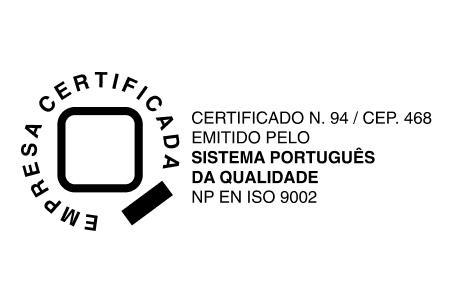 EMPRESA CERTIFICADA
CERTIFICADO N. 94 / CEP. 468
EMITIDO PELO
SISTEMA PORTUGUÊS
DA QUALIDADE
NP EN ISO 9002